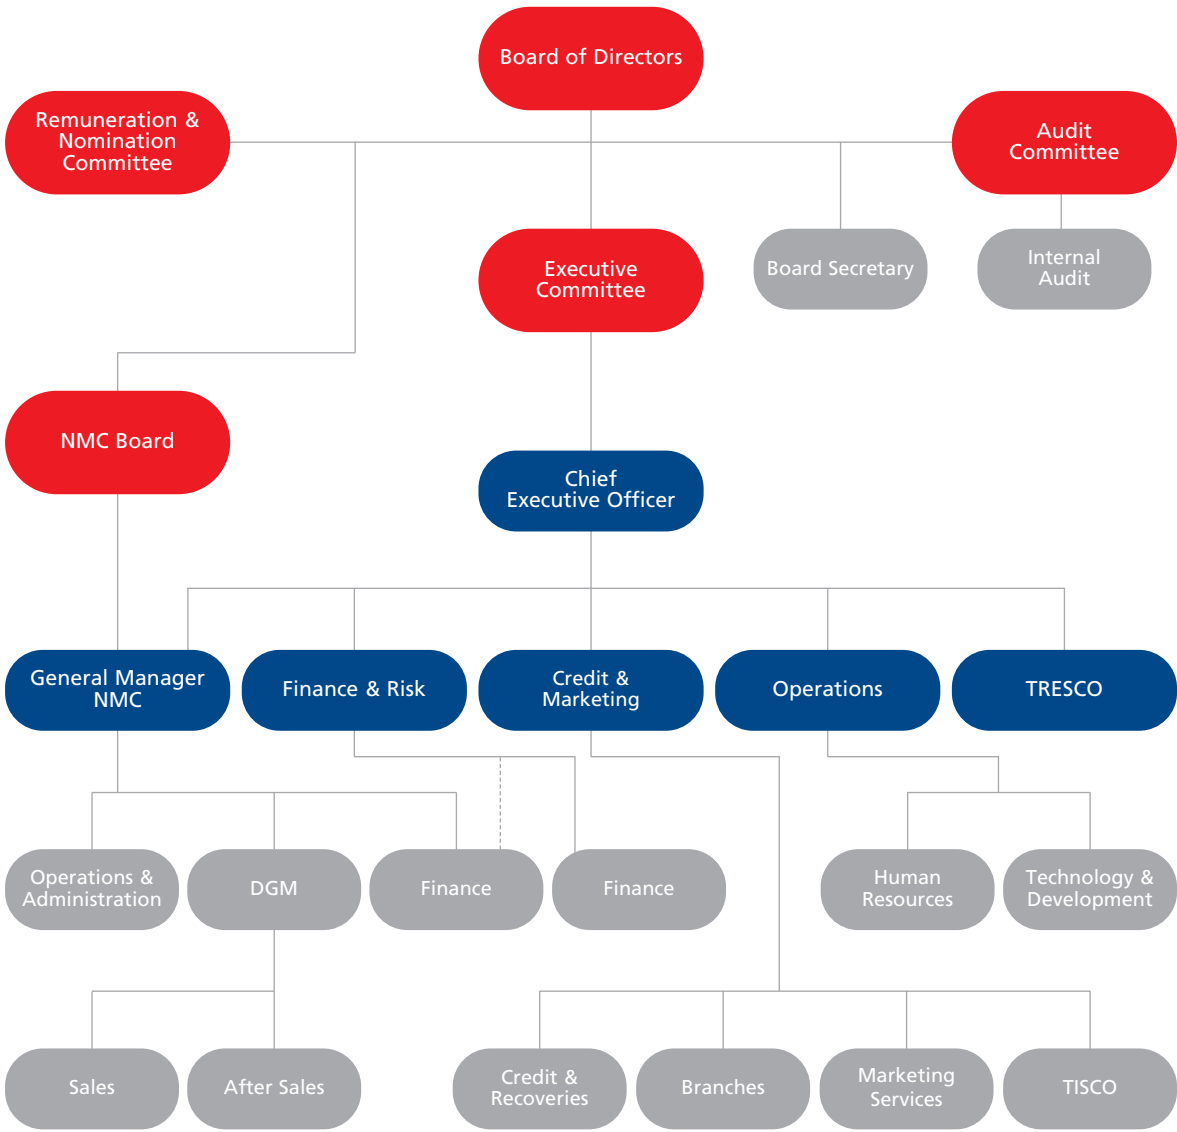 Board of Directors
Remuneration &
Nomination
Committee
Audit
Committee
Executive
Committee
Board Secretary
Internal
Audit
NMC Board
Chief
Executive Officer
General Manager
NMC
Finance & Risk
Credit &
Marketing
Operations
TRESCO
Operations &
Administration
DGM
Finance
Finance
Human
Resources
Technology &
Development
Sales
After Sales
Credit &
Recoveries
Branches
Marketing
Services
TISCO